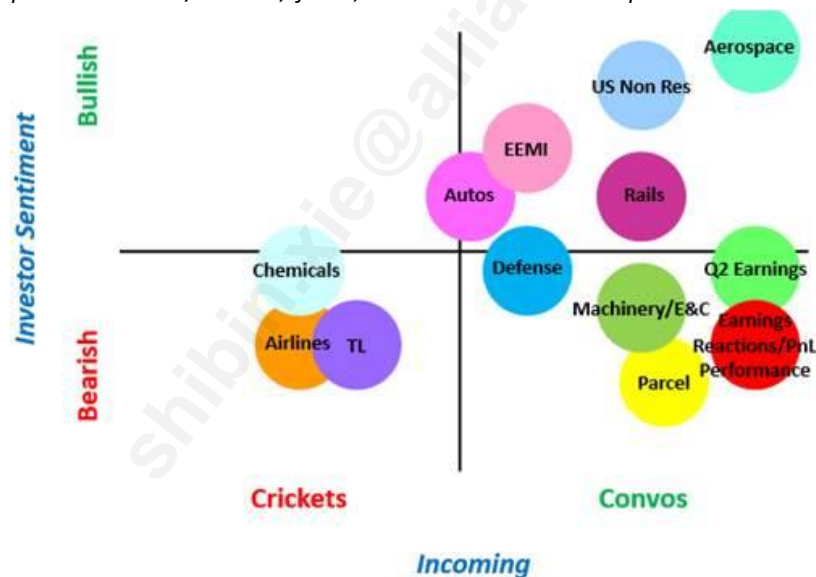 Aerospace
US Non Res
Bullish
EEMI
Autos
Rails
Investor Sentiment
Chemicals
Defense
Q2 Earnings
Machinery/E&C
Earnings
Airlines
TL
Reactions/PnL
Performance
Parcel
Bearish
Crickets
Convos
Incoming